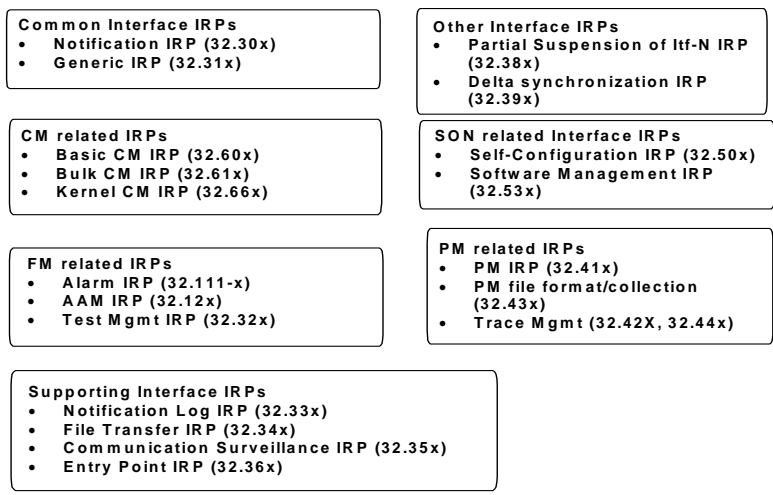 Common Interface IRPs
• Notification IRP (32.30x)
• Generic IRP (32.31x)
Other Interface IRPs
• Partial Suspension of Itf-N IRP
(32.38x)
• Delta synchronization IRP
(32.39x)
CM related IRPs
• Basic CM IRP (32.60x)
• Bulk CM IRP (32.61x)
• Kernel CM IRP (32.66x)
SON related Interface IRPs
• Self-Configuration IRP (32.50x)
• Software Management IRP
(32.53x)
FM related IRPs
• Alarm IRP (32.111-x)
• AAM IRP (32.12x)
• Test Mgmt IRP (32.32x)
PM related IRPs
• PM IRP (32.41x)
• PM file format/collection
(32.43x)
• Trace Mgmt (32.42X, 32.44x)
Supporting Interface IRPs
• Notification Log IRP (32.33x)
• File Transfer IRP (32.34x)
• Communication Surveillance IRP (32.35x)
• Entry Point IRP (32.36x)